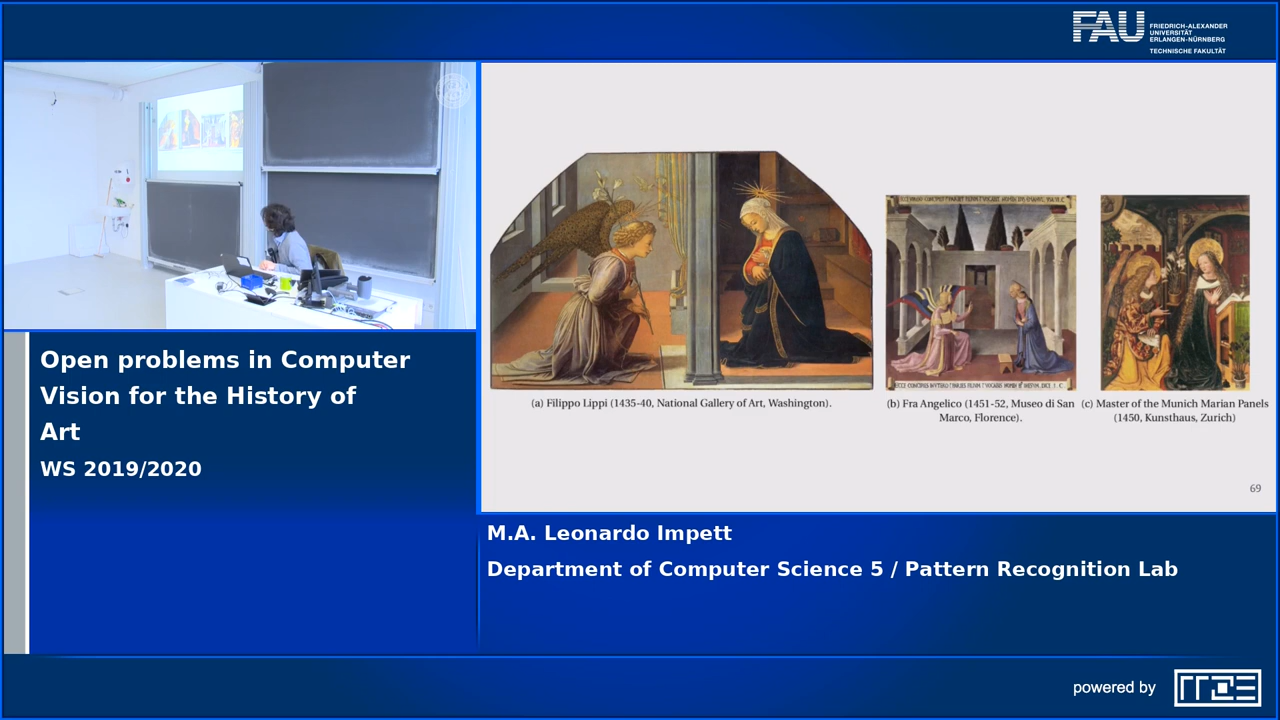 FAU
FRIEDRICH-ALEXANDER
UNIVERSITÄT
ERLANGEN-NÜRNBERG
TECHNISCHE FAKULTÄT
(a) Filippo Lippi (1435-40, National Gallery of Art, Washington).
(b) Fra Angelico (1451-52, Museo di San
Marco, Florence).
(c) Master of the Munich Marian Panels
(1450, Kunsthaus, Zurich)
69
Open problems in Computer
Vision for the History of
Art
WS 2019/2020
M.A. Leonardo Impett
Department of Computer Science 5 / Pattern Recognition Lab
powered by